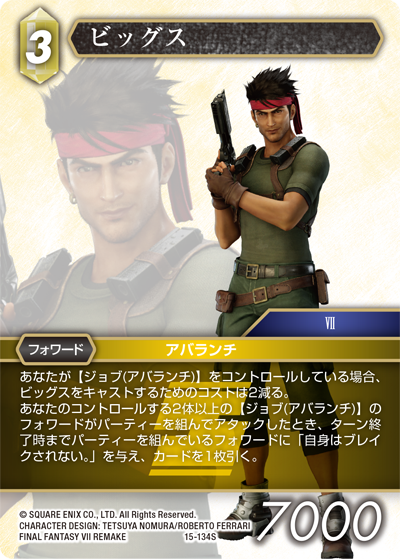 3
ビッグス
VII
フォワード
アバランチ
あなたが【ジョブ(アバランチ)】をコントロールしている場合、
ビッグスをキャストするためのコストは2減る。
あなたのコントロールする2体以上の【ジョブ(アバランチ)】の
フォワードがパーティーを組んでアタックしたとき、ターン終
了時までパーティーを組んでいるフォワードに「自身はブレイ
クされない。」を与え、カードを1枚引く。
© SQUARE ENIX CO., LTD. All Rights Reserved.
CHARACTER DESIGN: TETSUYA NOMURA/ROBERTO FERRARI
FINAL FANTASY VII REMAKE 15-134S
7000